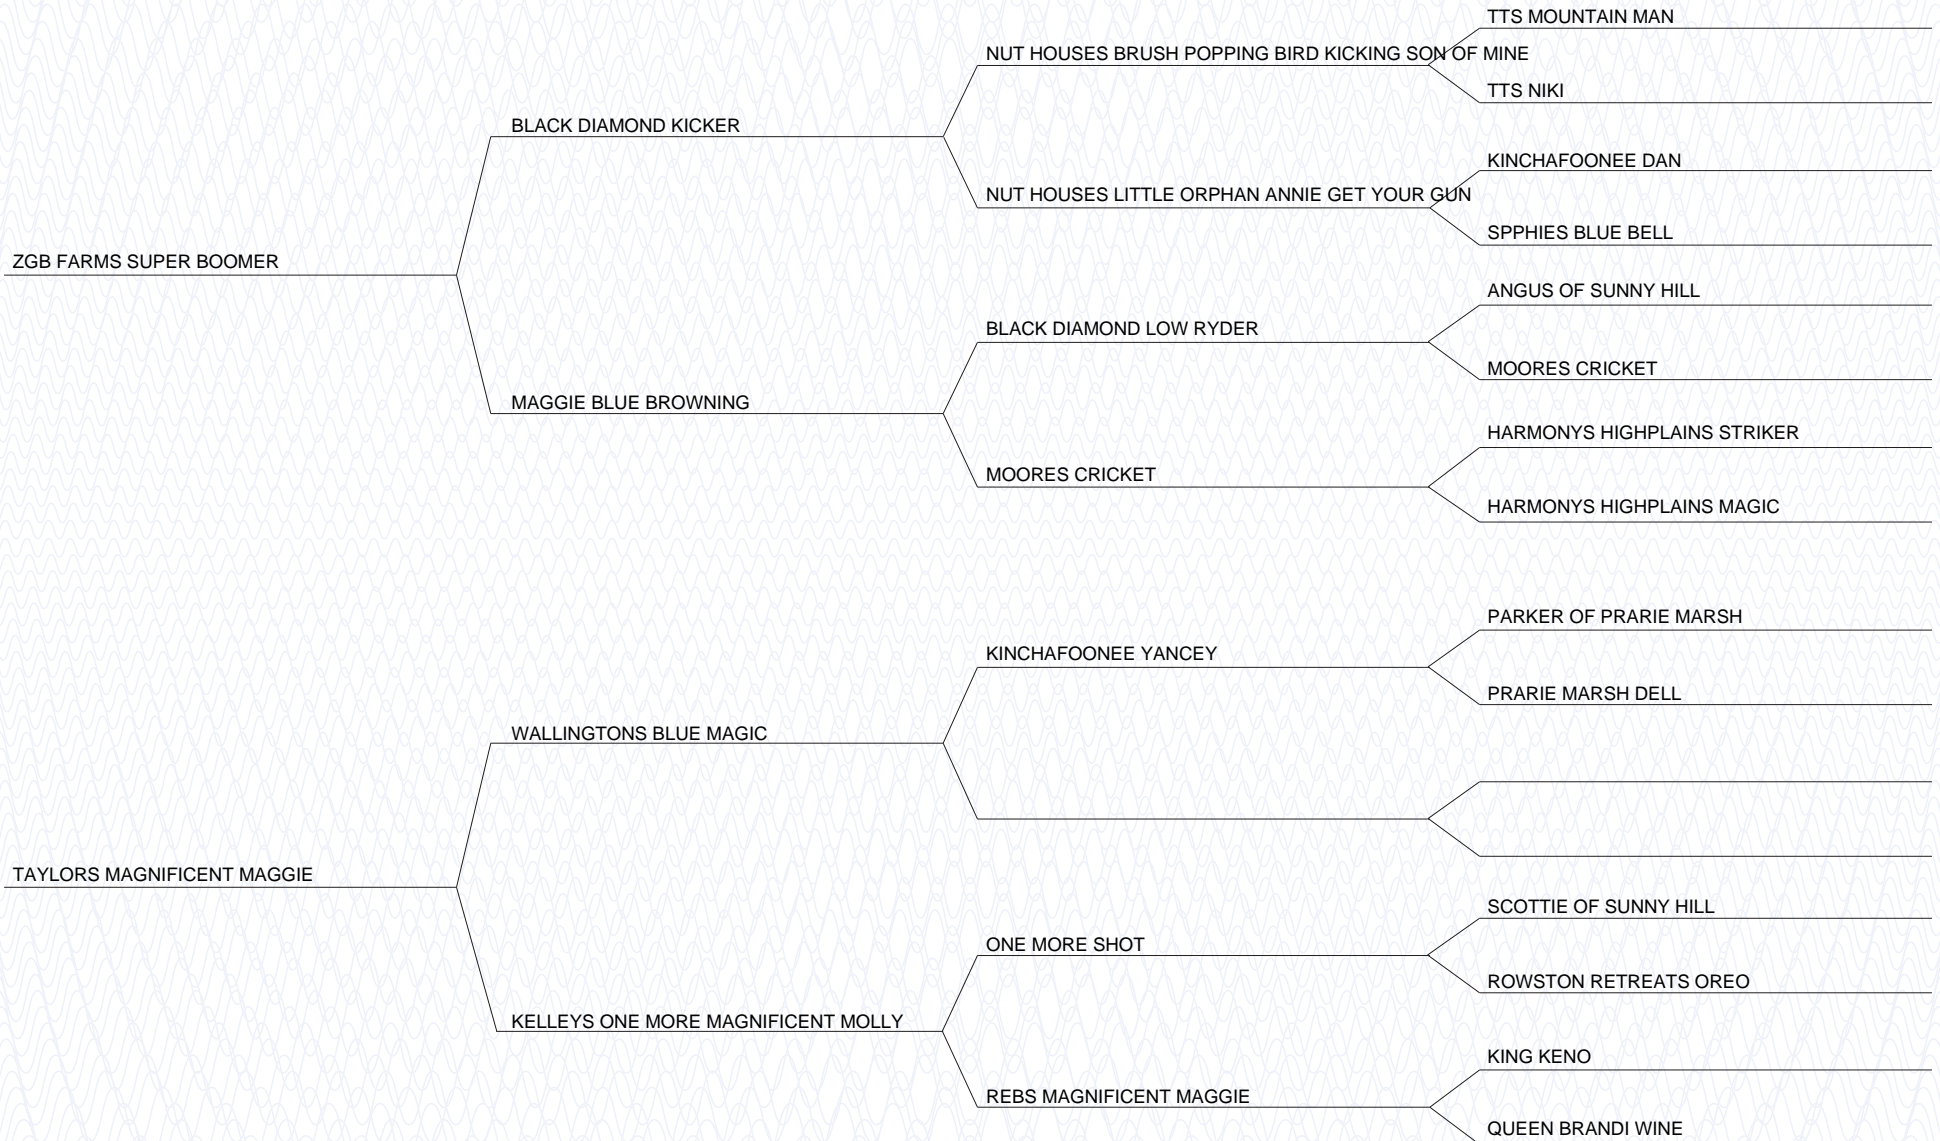 TTS MOUNTAIN MAN
NUT HOUSES BRUSH POPPING BIRD KICKING SON OF MINE
TTS NIKI
BLACK DIAMOND KICKER
KINCHAFOONEE DAN
NUT HOUSES LITTLE ORPHAN ANNIE GET YOUR GUN
SPPHIES BLUE BELL
ZGB FARMS SUPER BOOMER
ANGUS OF SUNNY HILL
BLACK DIAMOND LOW RYDER
MOORES CRICKET
MAGGIE BLUE BROWNING
HARMONYS HIGHPLAINS STRIKER
MOORES CRICKET
HARMONYS HIGHPLAINS MAGIC
PARKER OF PRARIE MARSH
KINCHAFOONEE YANCEY
PRARIE MARSH DELL
WALLINGTONS BLUE MAGIC
TAYLORS MAGNIFICENT MAGGIE
SCOTTIE OF SUNNY HILL
ONE MORE SHOT
ROWSTON RETREATS OREO
KELLEYS ONE MORE MAGNIFICENT MOLLY
KING KENO
REBS MAGNIFICENT MAGGIE
QUEEN BRANDI WINE